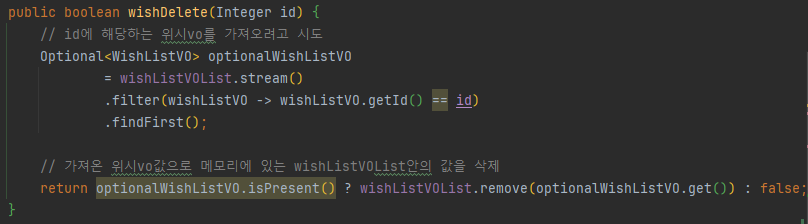 public boolean wishDelete(Integer id) {
// id에 해당하는 위시vo를 가져오려고 시도
Optional<WishListVO> optionalWishListVO
= wishListVOList.stream()
.filter(wishListVO -> wishListVO.getId() == id)
.findFirst();
// 가져온 위시vo값으로 메모리에 있는 wishListVOList안의 값을 삭제
return optionalWishListVO.isPresent() ? wishListVOList.remove(optionalWishListVO.get()) : false;
}